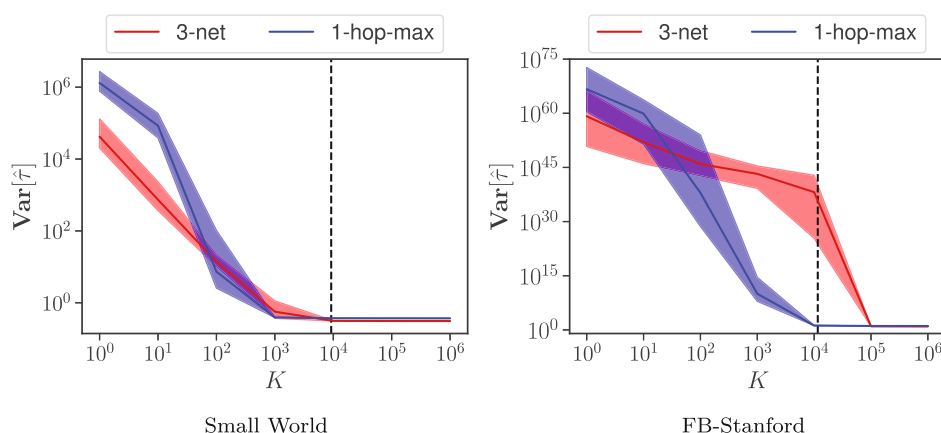 3-net 1-hop-max
10^6
10^4
10^2
10^0
Var[τ̂]
10^0 10^1 10^2 10^3 10^4 10^5 10^6
K
Small World
3-net 1-hop-max
10^75
10^60
10^45
10^30
10^15
10^0
Var[τ̂]
10^0 10^1 10^2 10^3 10^4 10^5 10^6
K
FB-Stanford